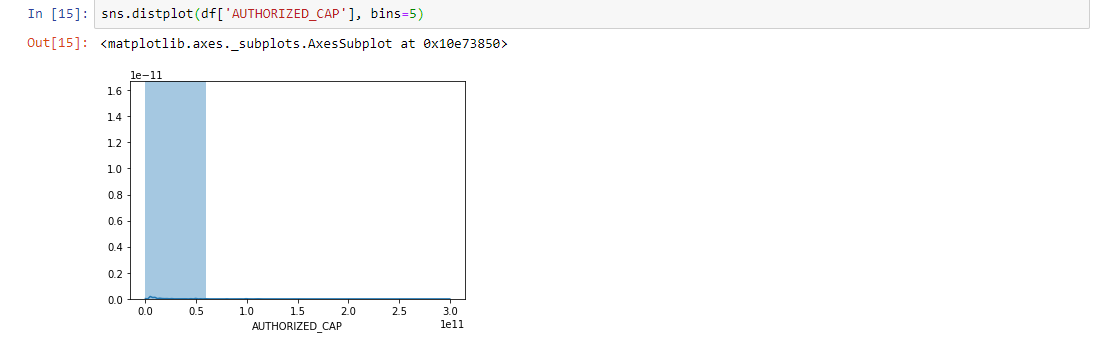 In [15]: sns.distplot(df['AUTHORIZED_CAP'], bins=5)
Out[15]: <matplotlib.axes._subplots.AxesSubplot at 0x10e73850>
1e−11
1.6
1.4
1.2
1.0
0.8
0.6
0.4
0.2
0.0
0.0 0.5 1.0 1.5 2.0 2.5 3.0
AUTHORIZED_CAP 1e11